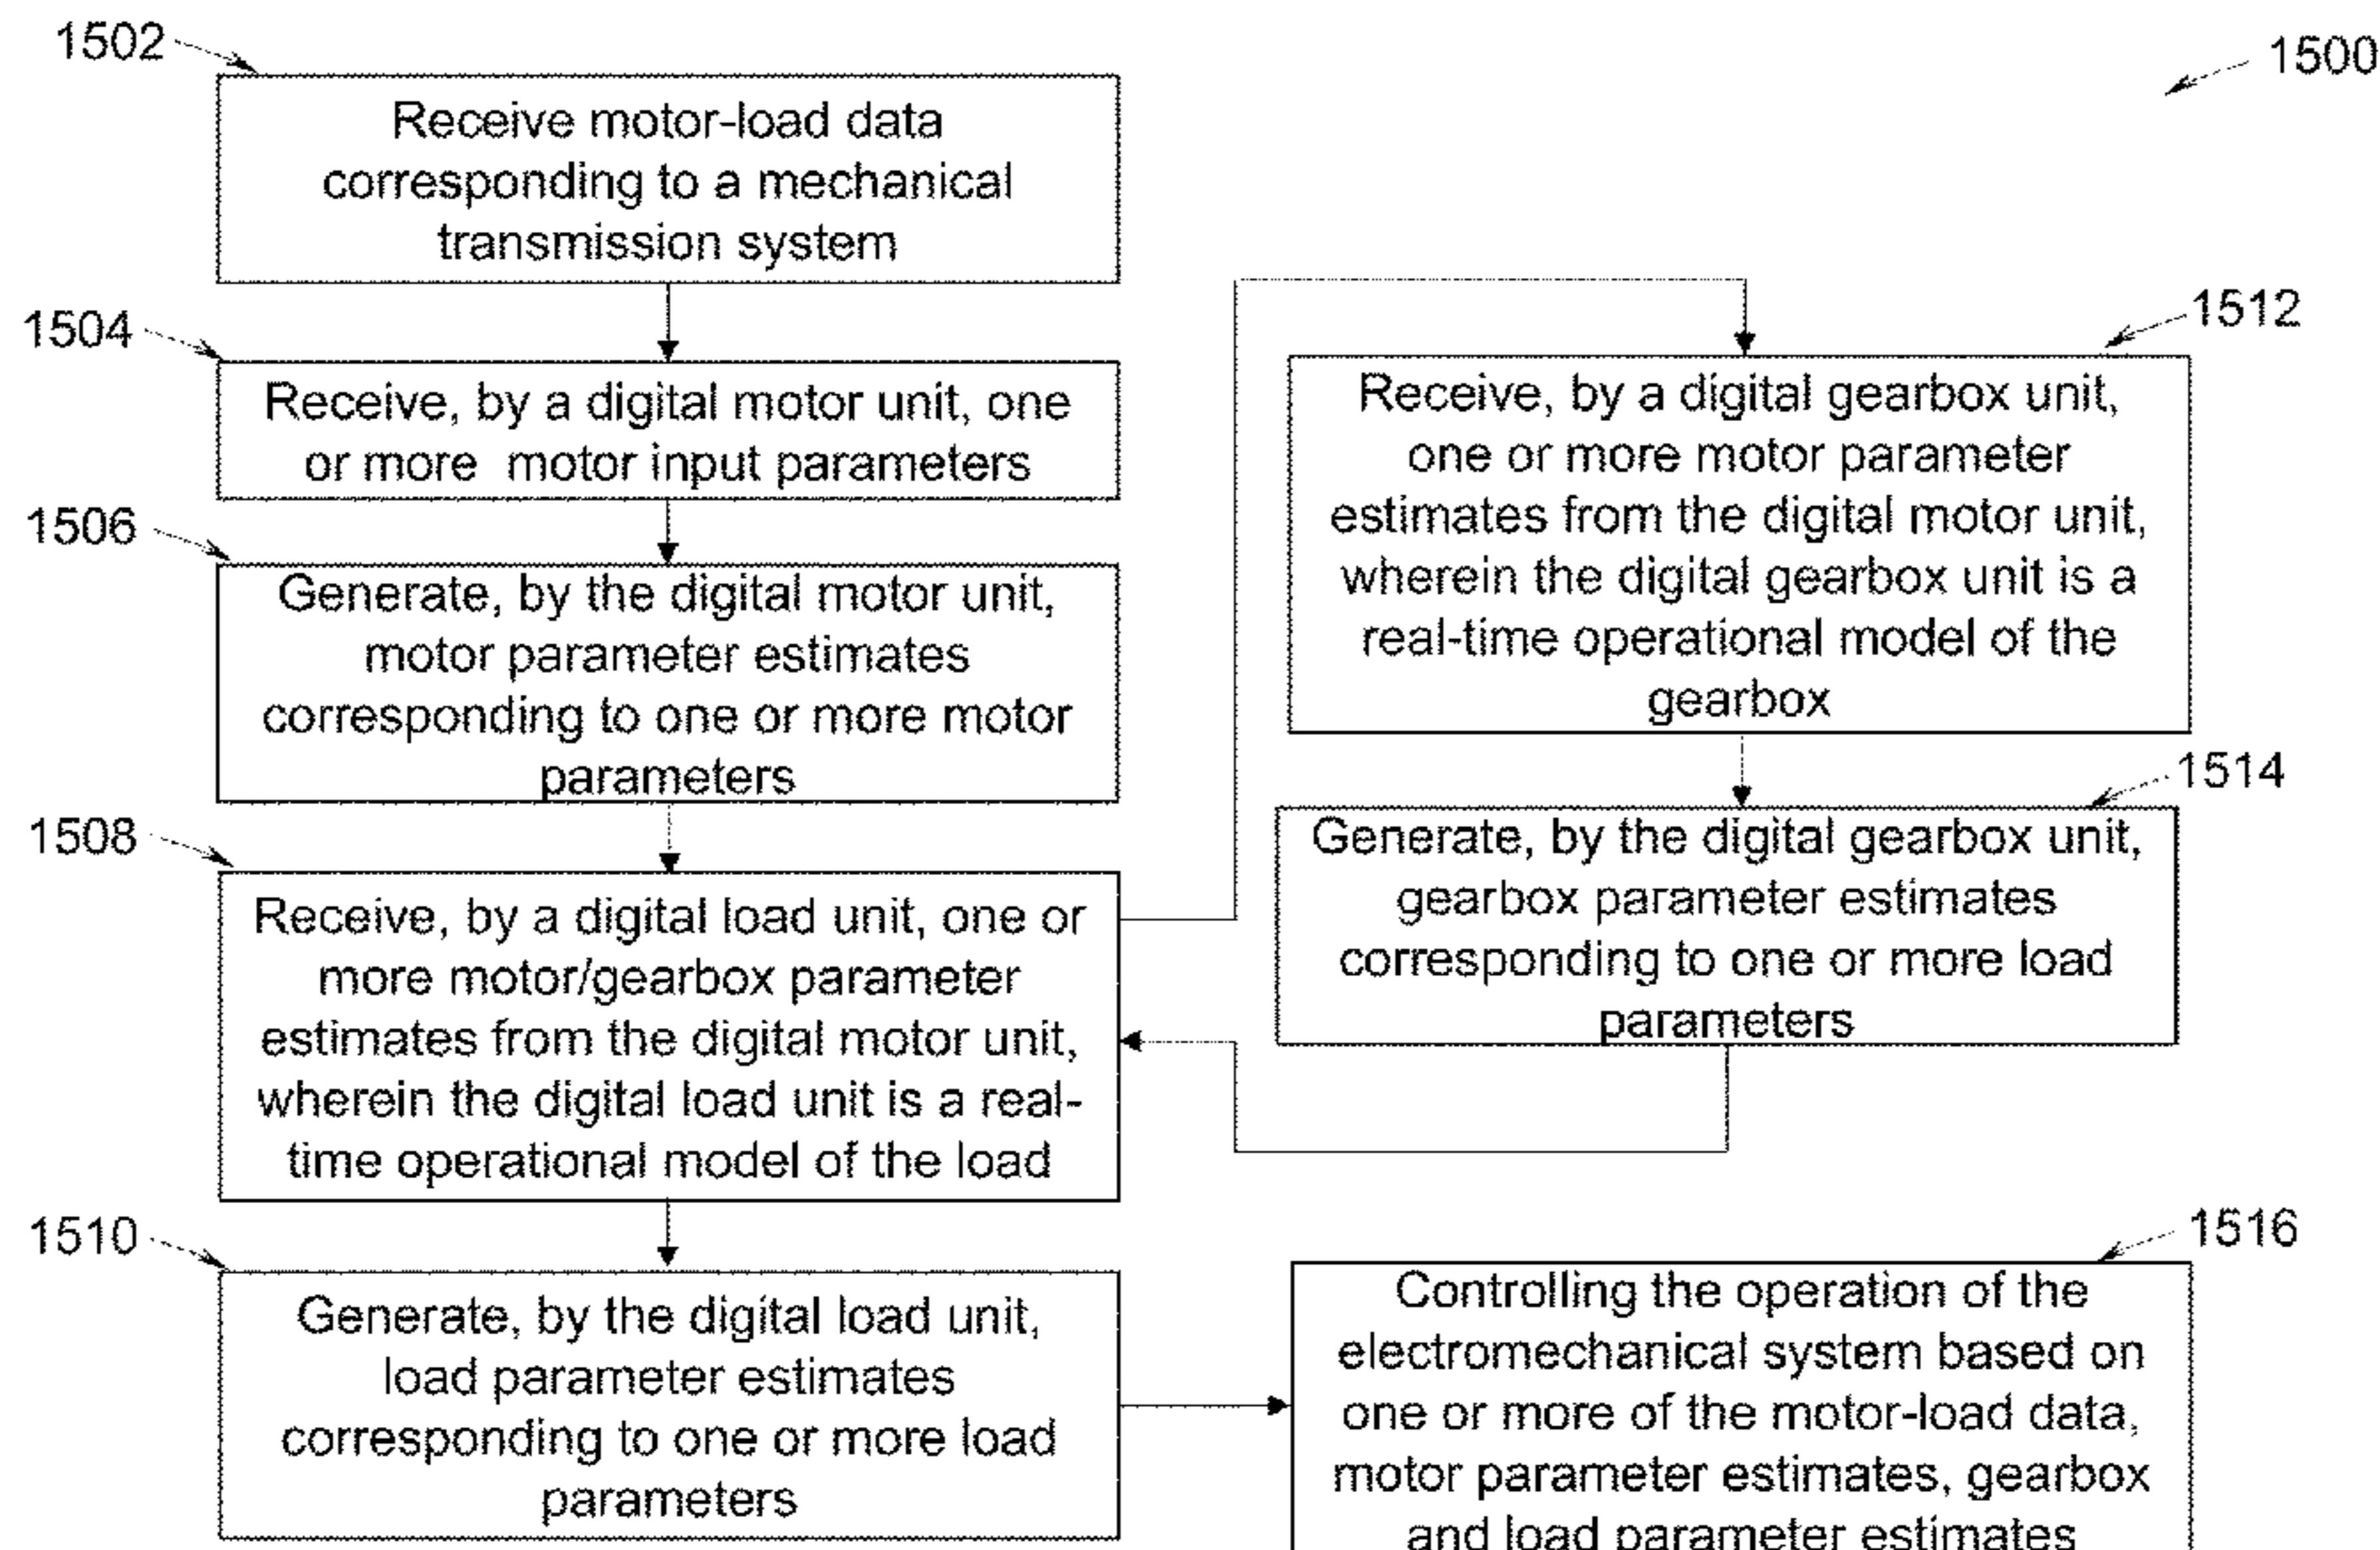 1502
1500
Receive motor-load data
corresponding to a mechanical
transmission system
1504
Receive, by a digital motor unit, one
or more motor input parameters
1506
Generate, by the digital motor unit,
motor parameter estimates
corresponding to one or more motor
parameters
1508
Receive, by a digital load unit, one or
more motor/gearbox parameter
estimates from the digital motor unit,
wherein the digital load unit is a real-
time operational model of the load
1510
Generate, by the digital load unit,
load parameter estimates
corresponding to one or more load
parameters
1512
Receive, by a digital gearbox unit,
one or more motor parameter
estimates from the digital motor unit,
wherein the digital gearbox unit is a
real-time operational model of the
gearbox
1514
Generate, by the digital gearbox unit,
gearbox parameter estimates
corresponding to one or more load
parameters
1516
Controlling the operation of the
electromechanical system based on
one or more of the motor-load data,
motor parameter estimates, gearbox
and load parameter estimates